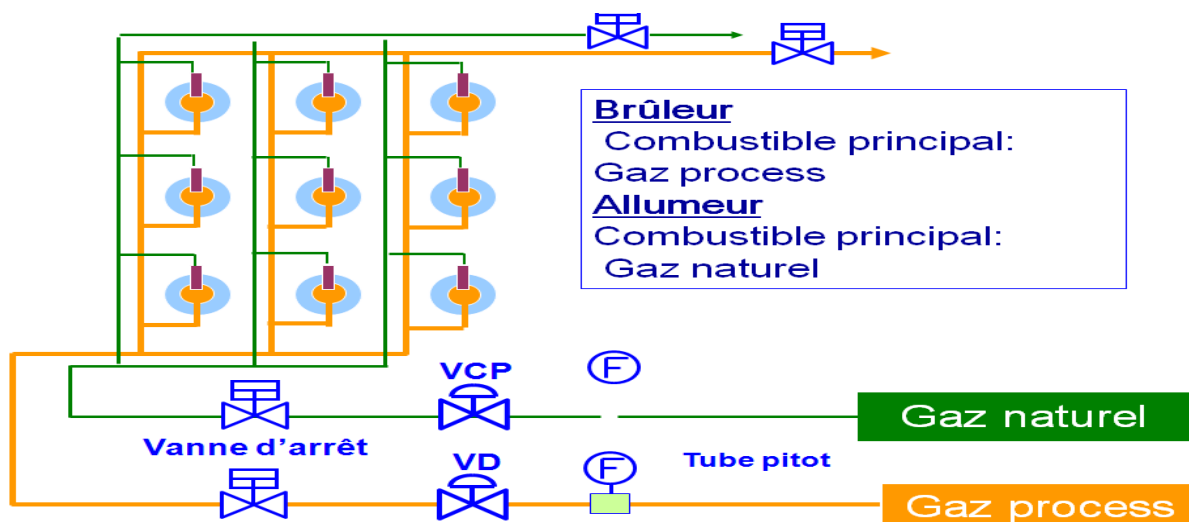 Brûleur
Combustible principal:
Gaz process
Allumeur
Combustible principal:
Gaz naturel
VCP
F
Gaz naturel
Vanne d'arrêt
VD
F
Tube pitot
Gaz process